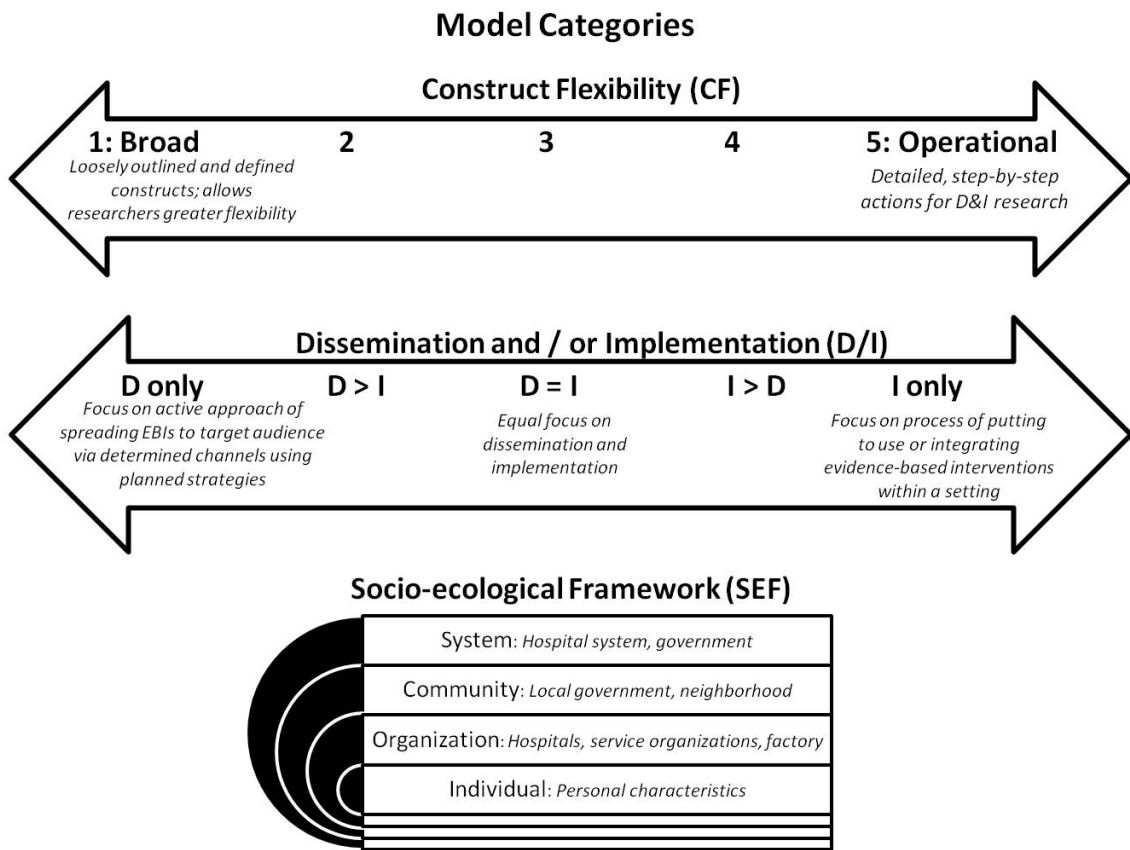 Model Categories
Construct Flexibility (CF)
1: Broad 2 3 4 5: Operational
Loosely outlined and defined
constructs; allows
researchers greater flexibility
Detailed, step-by-step
actions for D&I research
Dissemination and / or Implementation (D/I)
D only D > I D = I I > D I only
Focus on active approach of
spreading EBIs to target audience
via determined channels using
planned strategies
Equal focus on
dissemination and
implementation
Focus on process of putting
to use or integrating
evidence-based interventions
within a setting
Socio-ecological Framework (SEF)
System: Hospital system, government
Community: Local government, neighborhood
Organization: Hospitals, service organizations, factory
Individual: Personal characteristics